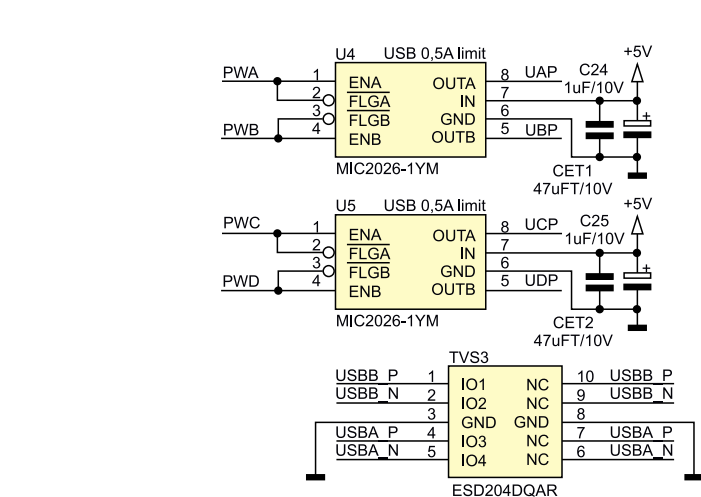 U4 USB 0,5A limit +5V
PWA 1 ENA OUTA 8 UAP C24
2 FLGA IN 7 1uF/10V
3 FLGB GND 6 +
PWB 4 ENB OUTB 5 UBP
MIC2026-1YM CET1
47uFT/10V
U5 USB 0,5A limit +5V
PWC 1 ENA OUTA 8 UCP C25
2 FLGA IN 7 1uF/10V
3 FLGB GND 6 +
PWD 4 ENB OUTB 5 UDP
MIC2026-1YM CET2
47uFT/10V
TVS3
USBB_P 1 IO1 NC 10 USBB_P
USBB_N 2 IO2 NC 9 USBB_N
3 GND GND 8
USBA_P 4 IO3 NC 7 USBA_P
USBA_N 5 IO4 NC 6 USBA_N
ESD204DQAR